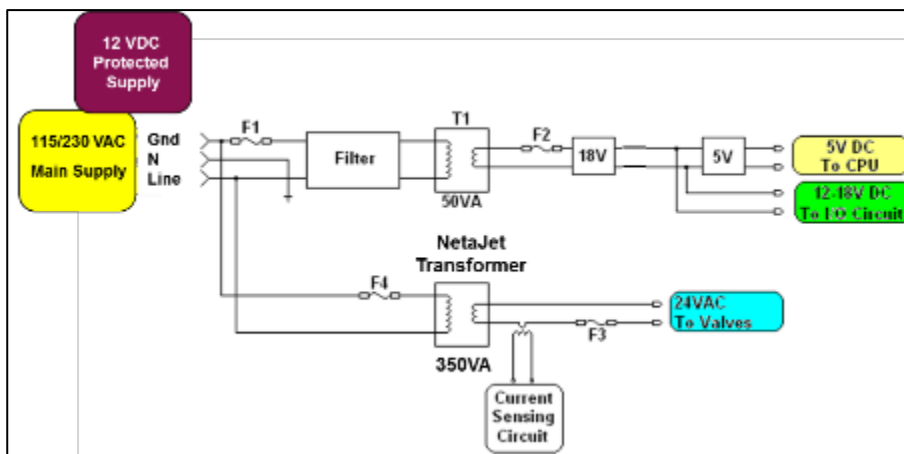 12 VDC
Protected
Supply
115/230 VAC
Main Supply
Gnd
N
Line
F1
Filter
T1
50VA
F2
18V
5V
5V DC
To CPU
12-18V DC
To I/O Circuit
NetaJet
Transformer
F4
350VA
24VAC
To Valves
F3
Current
Sensing
Circuit